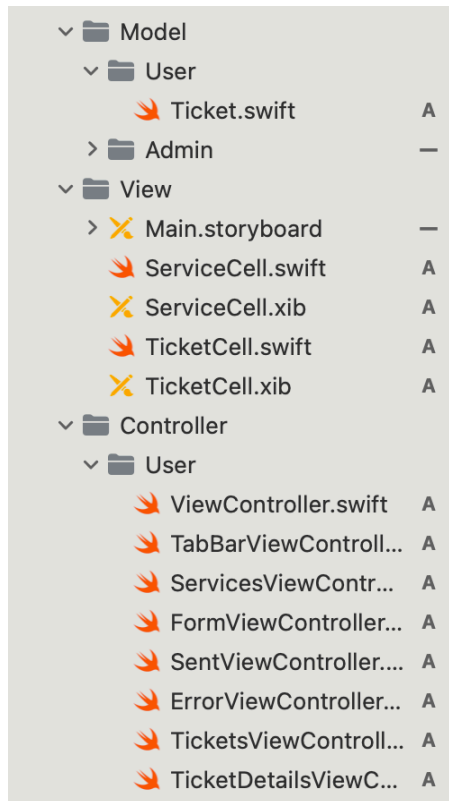 Model
User
Ticket.swift A
Admin –
View
Main.storyboard –
ServiceCell.swift A
ServiceCell.xib A
TicketCell.swift A
TicketCell.xib A
Controller
User
ViewController.swift A
TabBarViewControll... A
ServicesViewContr... A
FormViewController... A
SentViewController.... A
ErrorViewController... A
TicketsViewControll... A
TicketDetailsViewC... A